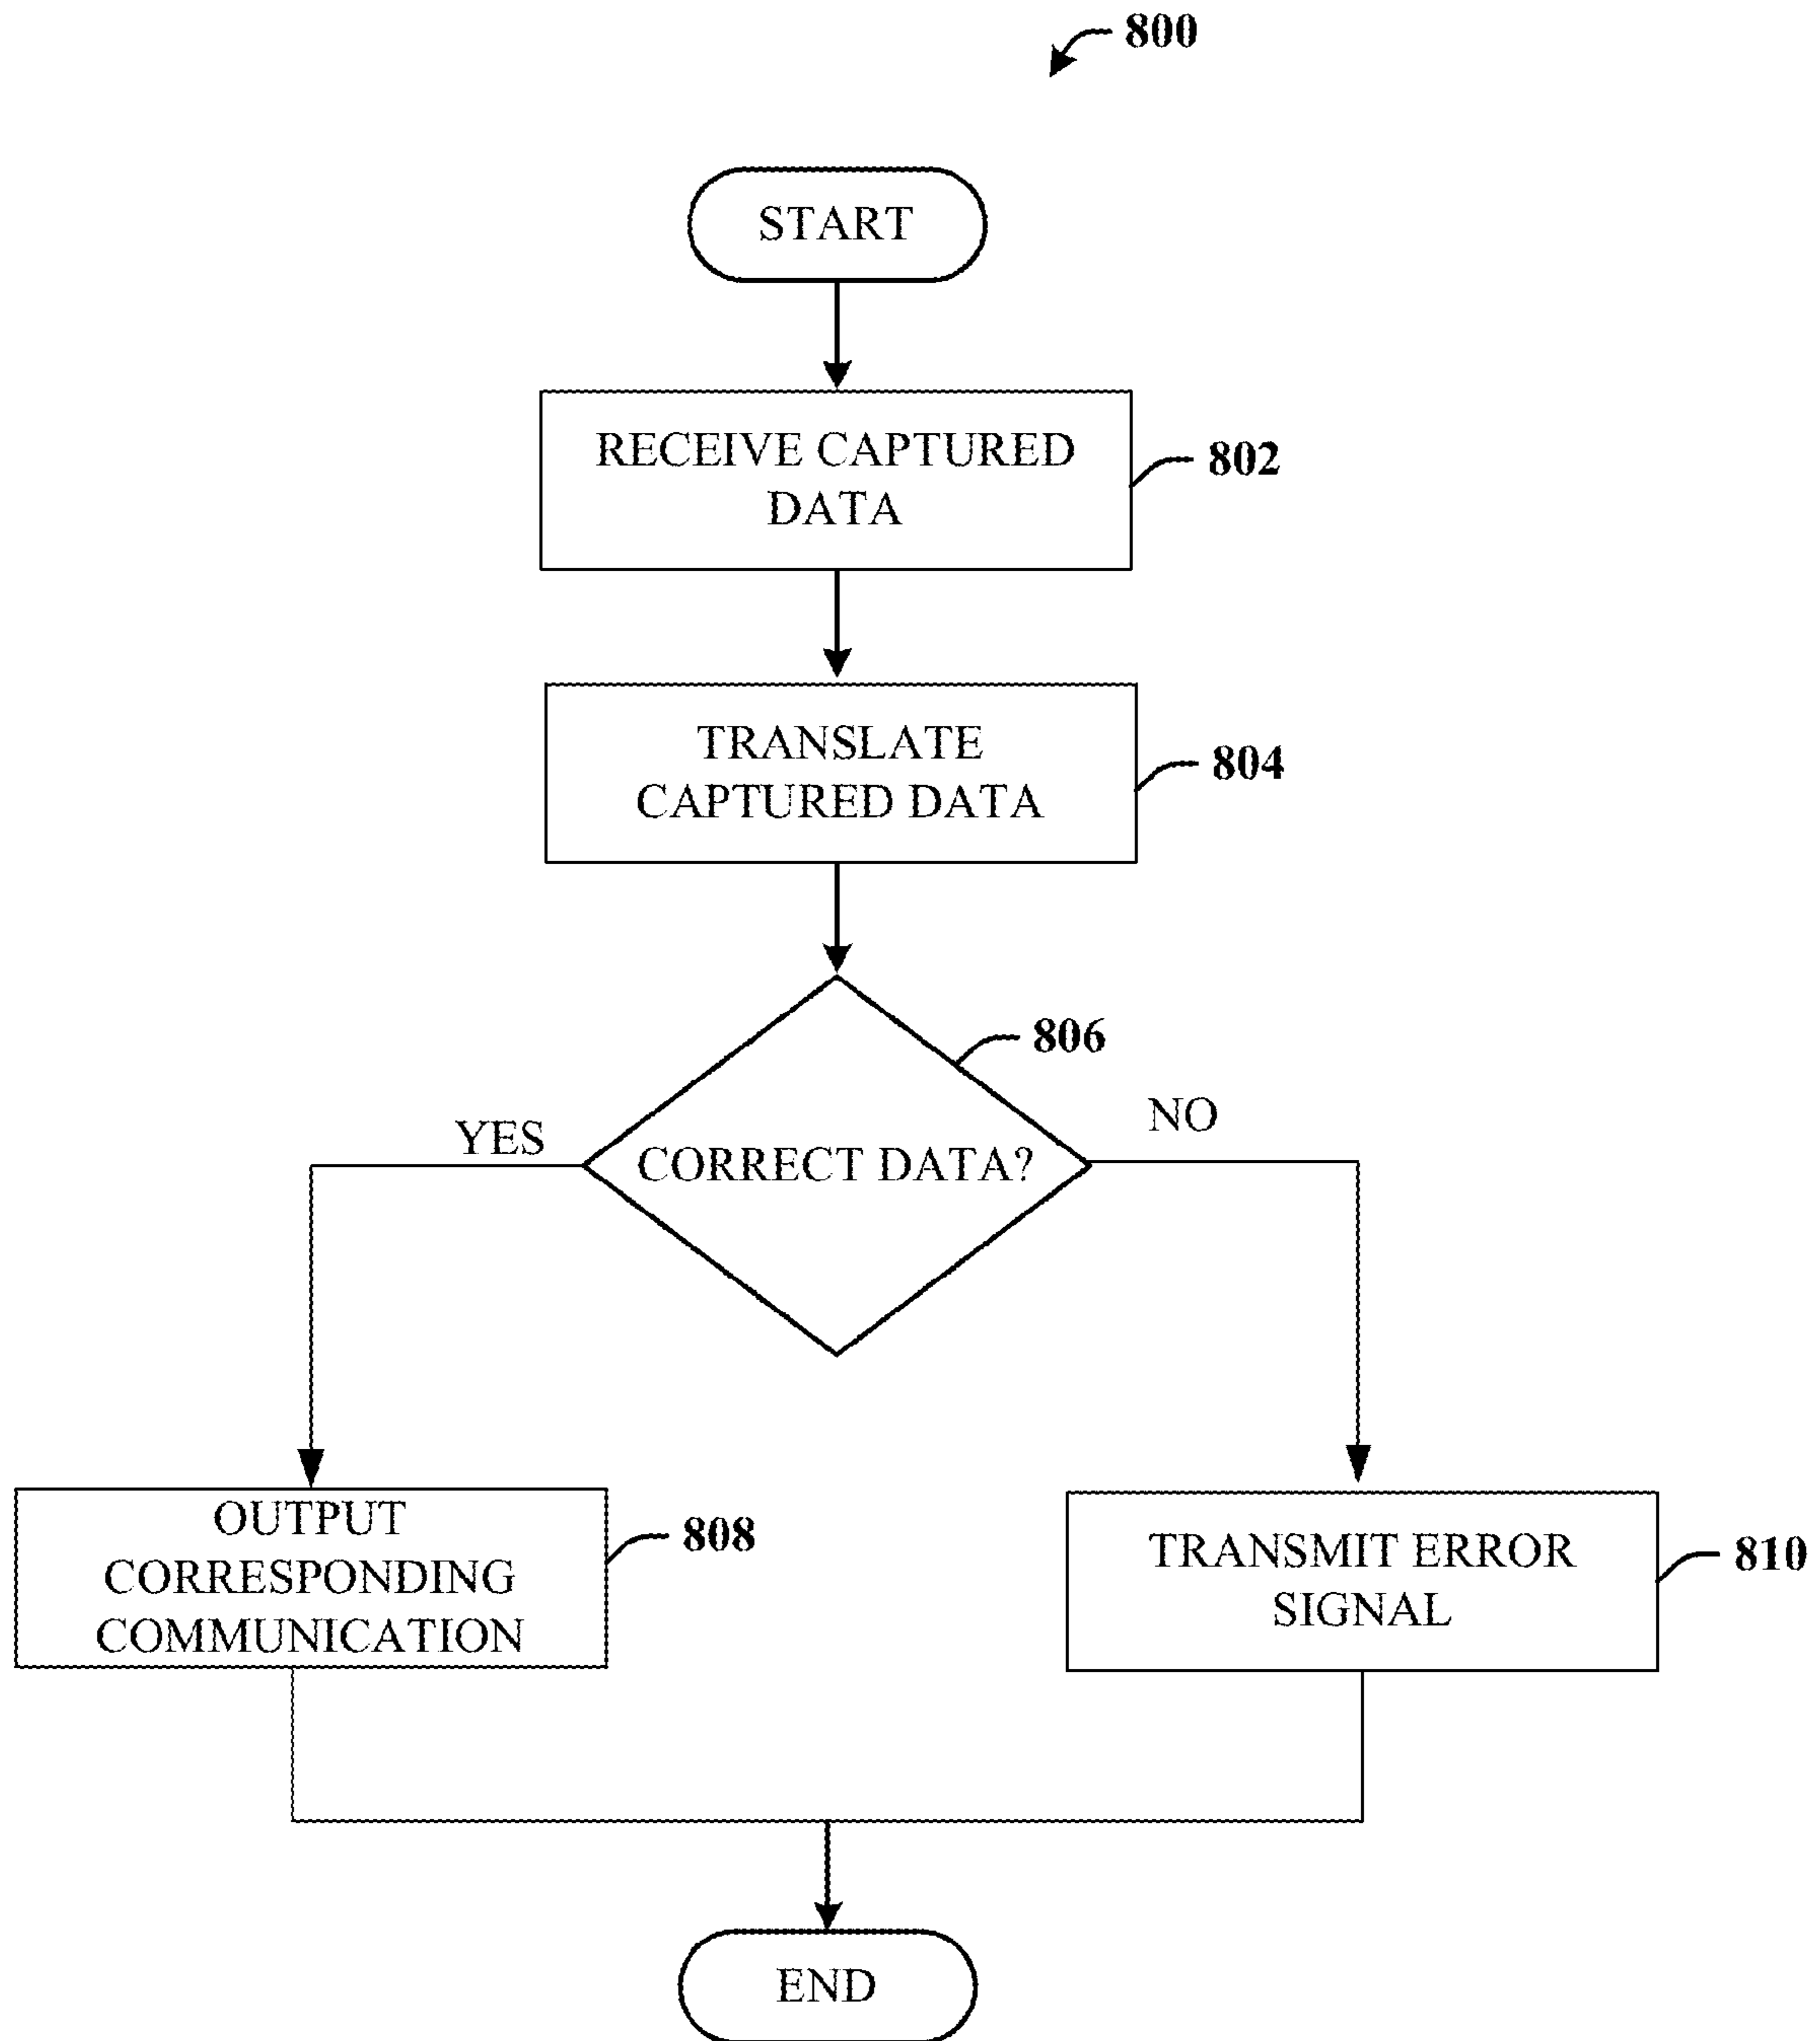 800
START
RECEIVE CAPTURED
DATA
802
TRANSLATE
CAPTURED DATA
804
806
YES
NO
CORRECT DATA?
OUTPUT
CORRESPONDING
COMMUNICATION
808
TRANSMIT ERROR
SIGNAL
810
END